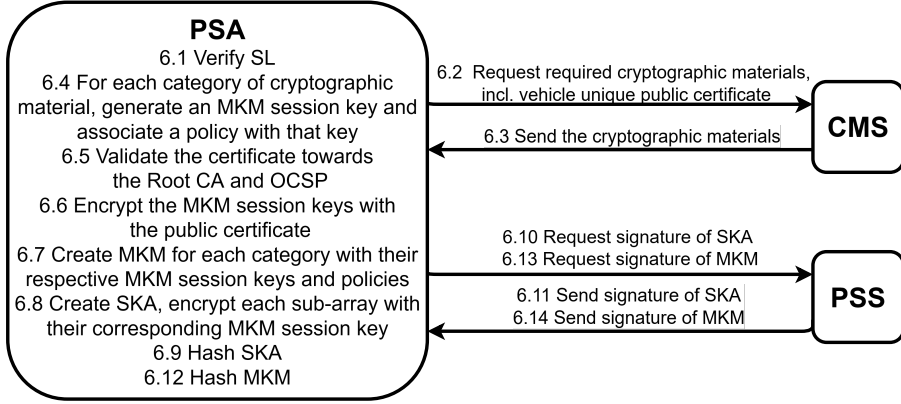 PSA
6.1 Verify SL
6.4 For each category of cryptographic
material, generate an MKM session key and
associate a policy with that key
6.5 Validate the certificate towards
the Root CA and OCSP
6.6 Encrypt the MKM session keys with
the public certificate
6.7 Create MKM for each category with their
respective MKM session keys and policies
6.8 Create SKA, encrypt each sub-array with
their corresponding MKM session key
6.9 Hash SKA
6.12 Hash MKM
6.2 Request required cryptographic materials,
incl. vehicle unique public certificate
6.3 Send the cryptographic materials
CMS
6.10 Request signature of SKA
6.13 Request signature of MKM
6.11 Send signature of SKA
6.14 Send signature of MKM
PSS